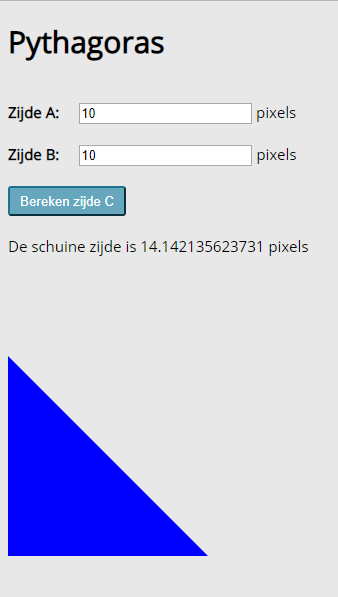 Pythagoras
Zijde A: 10 pixels
Zijde B: 10 pixels
Bereken zijde C
De schuine zijde is 14.142135623731 pixels